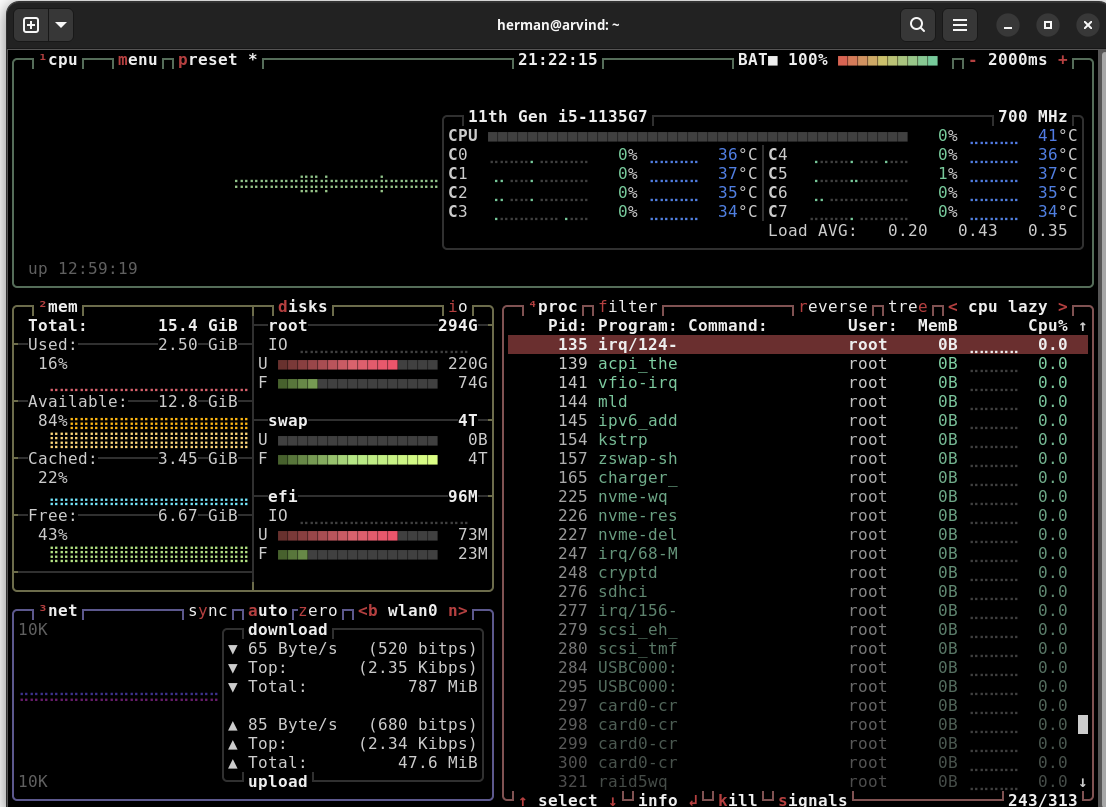 herman@arvind: ~
¹cpu menu preset * 21:22:15 BAT■ 100% - 2000ms +
11th Gen i5-1135G7 700 MHz
CPU 0% 41°C
C0 0% 36°C C4 0% 36°C
C1 0% 37°C C5 1% 37°C
C2 0% 35°C C6 0% 35°C
C3 0% 34°C C7 0% 34°C
Load AVG: 0.20 0.43 0.35
up 12:59:19
²mem
Total: 15.4 GiB
Used: 2.50 GiB
16%
Available: 12.8 GiB
84%
Cached: 3.45 GiB
22%
Free: 6.67 GiB
43%
disks io
root 294G
IO
U 220G
F 74G
swap 4T
U 0B
F 4T
efi 96M
IO
U 73M
F 23M
³net sync auto zero <b wlan0 n>
10K
download
▼ 65 Byte/s (520 bitps)
▼ Top: (2.35 Kibps)
▼ Total: 787 MiB
▲ 85 Byte/s (680 bitps)
▲ Top: (2.34 Kibps)
▲ Total: 47.6 MiB
10K
upload
⁴proc filter reverse tree < cpu lazy >
Pid: Program: Command: User: MemB Cpu% ↑
135 irq/124- root 0B 0.0
139 acpi_the root 0B 0.0
141 vfio-irq root 0B 0.0
144 mld root 0B 0.0
145 ipv6_add root 0B 0.0
154 kstrp root 0B 0.0
157 zswap-sh root 0B 0.0
165 charger_ root 0B 0.0
225 nvme-wq root 0B 0.0
226 nvme-res root 0B 0.0
227 nvme-del root 0B 0.0
247 irq/68-M root 0B 0.0
248 cryptd root 0B 0.0
276 sdhci root 0B 0.0
277 irq/156- root 0B 0.0
279 scsi_eh_ root 0B 0.0
280 scsi_tmf root 0B 0.0
284 USBC000: root 0B 0.0
295 USBC000: root 0B 0.0
297 card0-cr root 0B 0.0
298 card0-cr root 0B 0.0
299 card0-cr root 0B 0.0
300 card0-cr root 0B 0.0
321 raid5wq root 0B 0.0 ↓
↑ select ↓ info ↲ kill signals 243/313